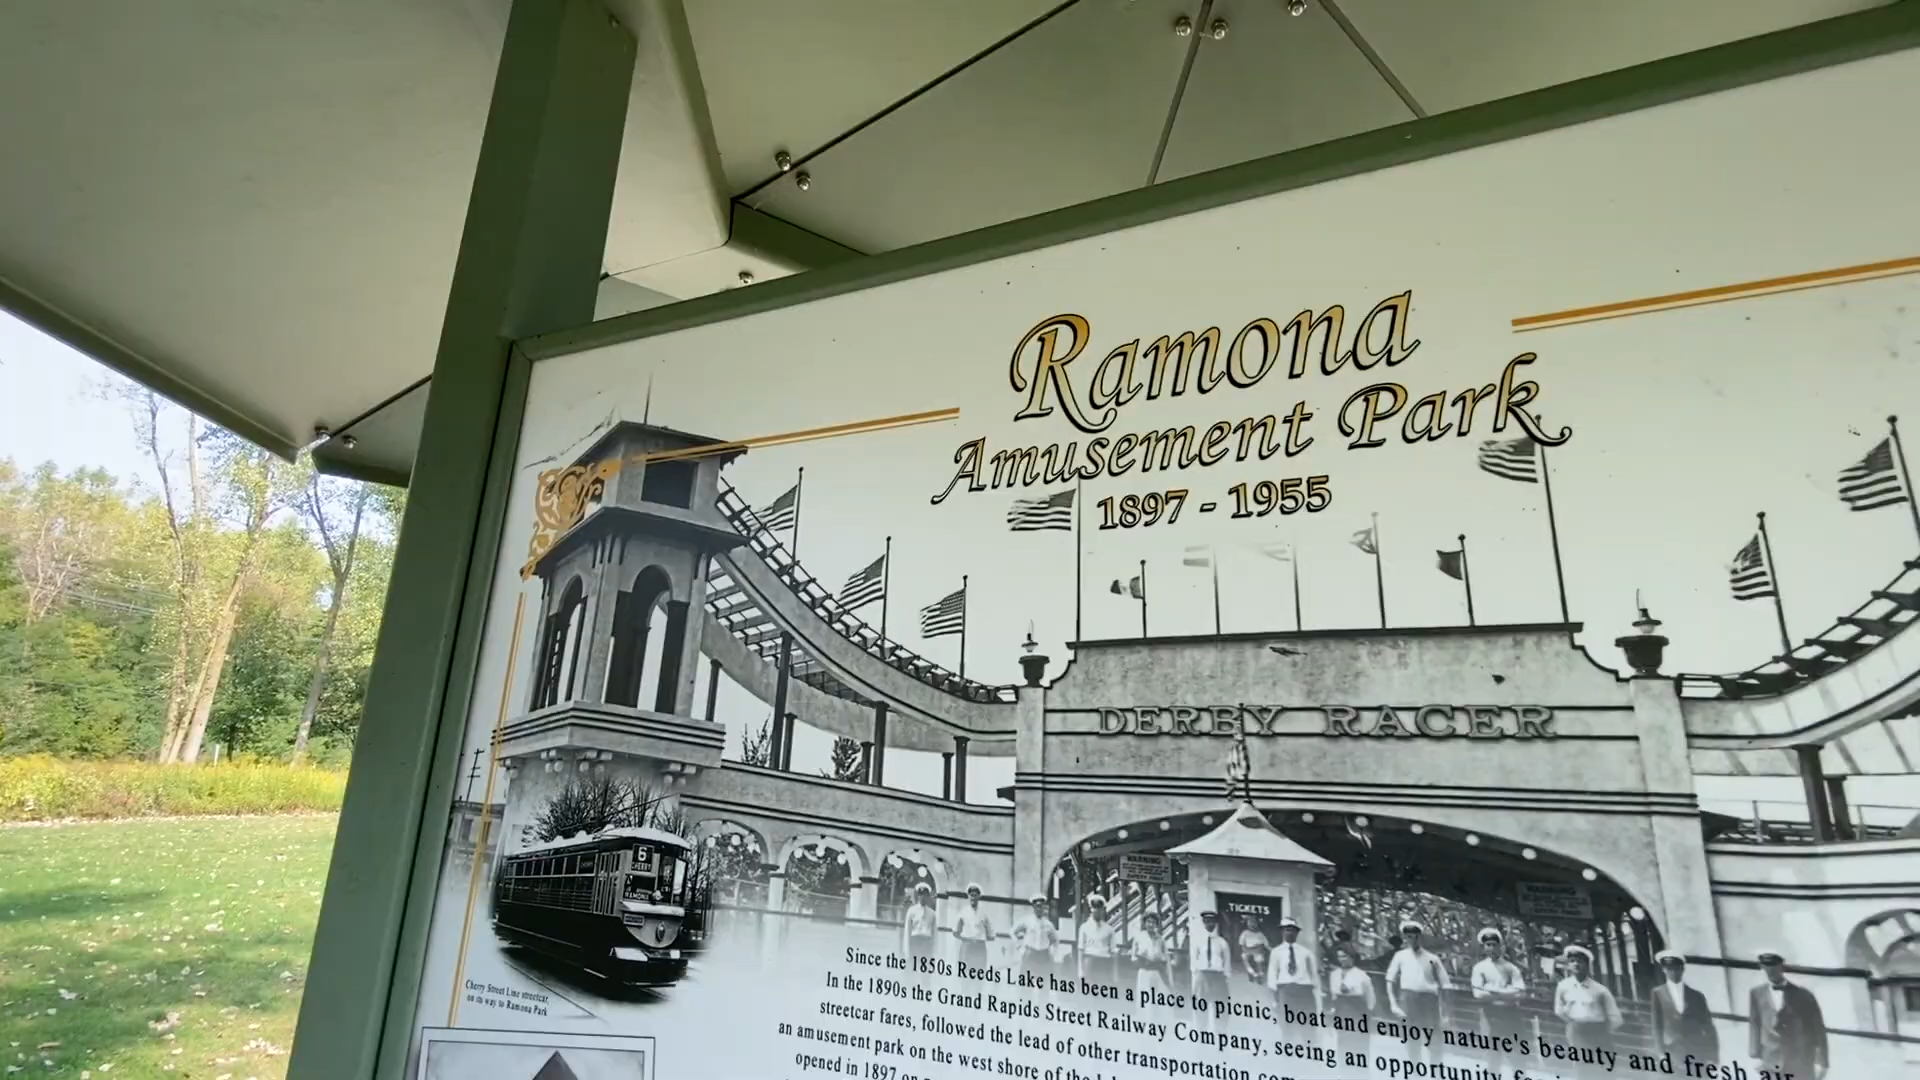 Ramona
Amusement Park
1897 - 1955
DERBY RACER
WARNING
TICKETS
6
CHERRY
RAMONA
Cherry Street Line streetcar,
on its way to Ramona Park
Since the 1850s Reeds Lake has been a place to picnic, boat and enjoy nature's beauty and fresh air.
In the 1890s the Grand Rapids Street Railway Company, seeing an opportunity
streetcar fares, followed the lead of other transportation
an amusement park on the west shore of the
opened in 1897